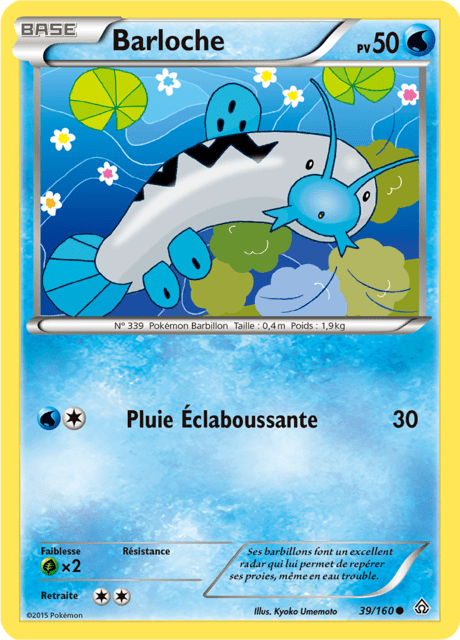 BASE
Barloche
PV 50
N° 339 Pokémon Barbillon Taille : 0,4 m Poids : 1,9 kg
Pluie Éclaboussante 30
Faiblesse Résistance
×2
Retraite
Ses barbillons font un excellent
radar qui lui permet de repérer
ses proies, même en eau trouble.
©2015 Pokémon
Illus. Kyoko Umemoto
39/160